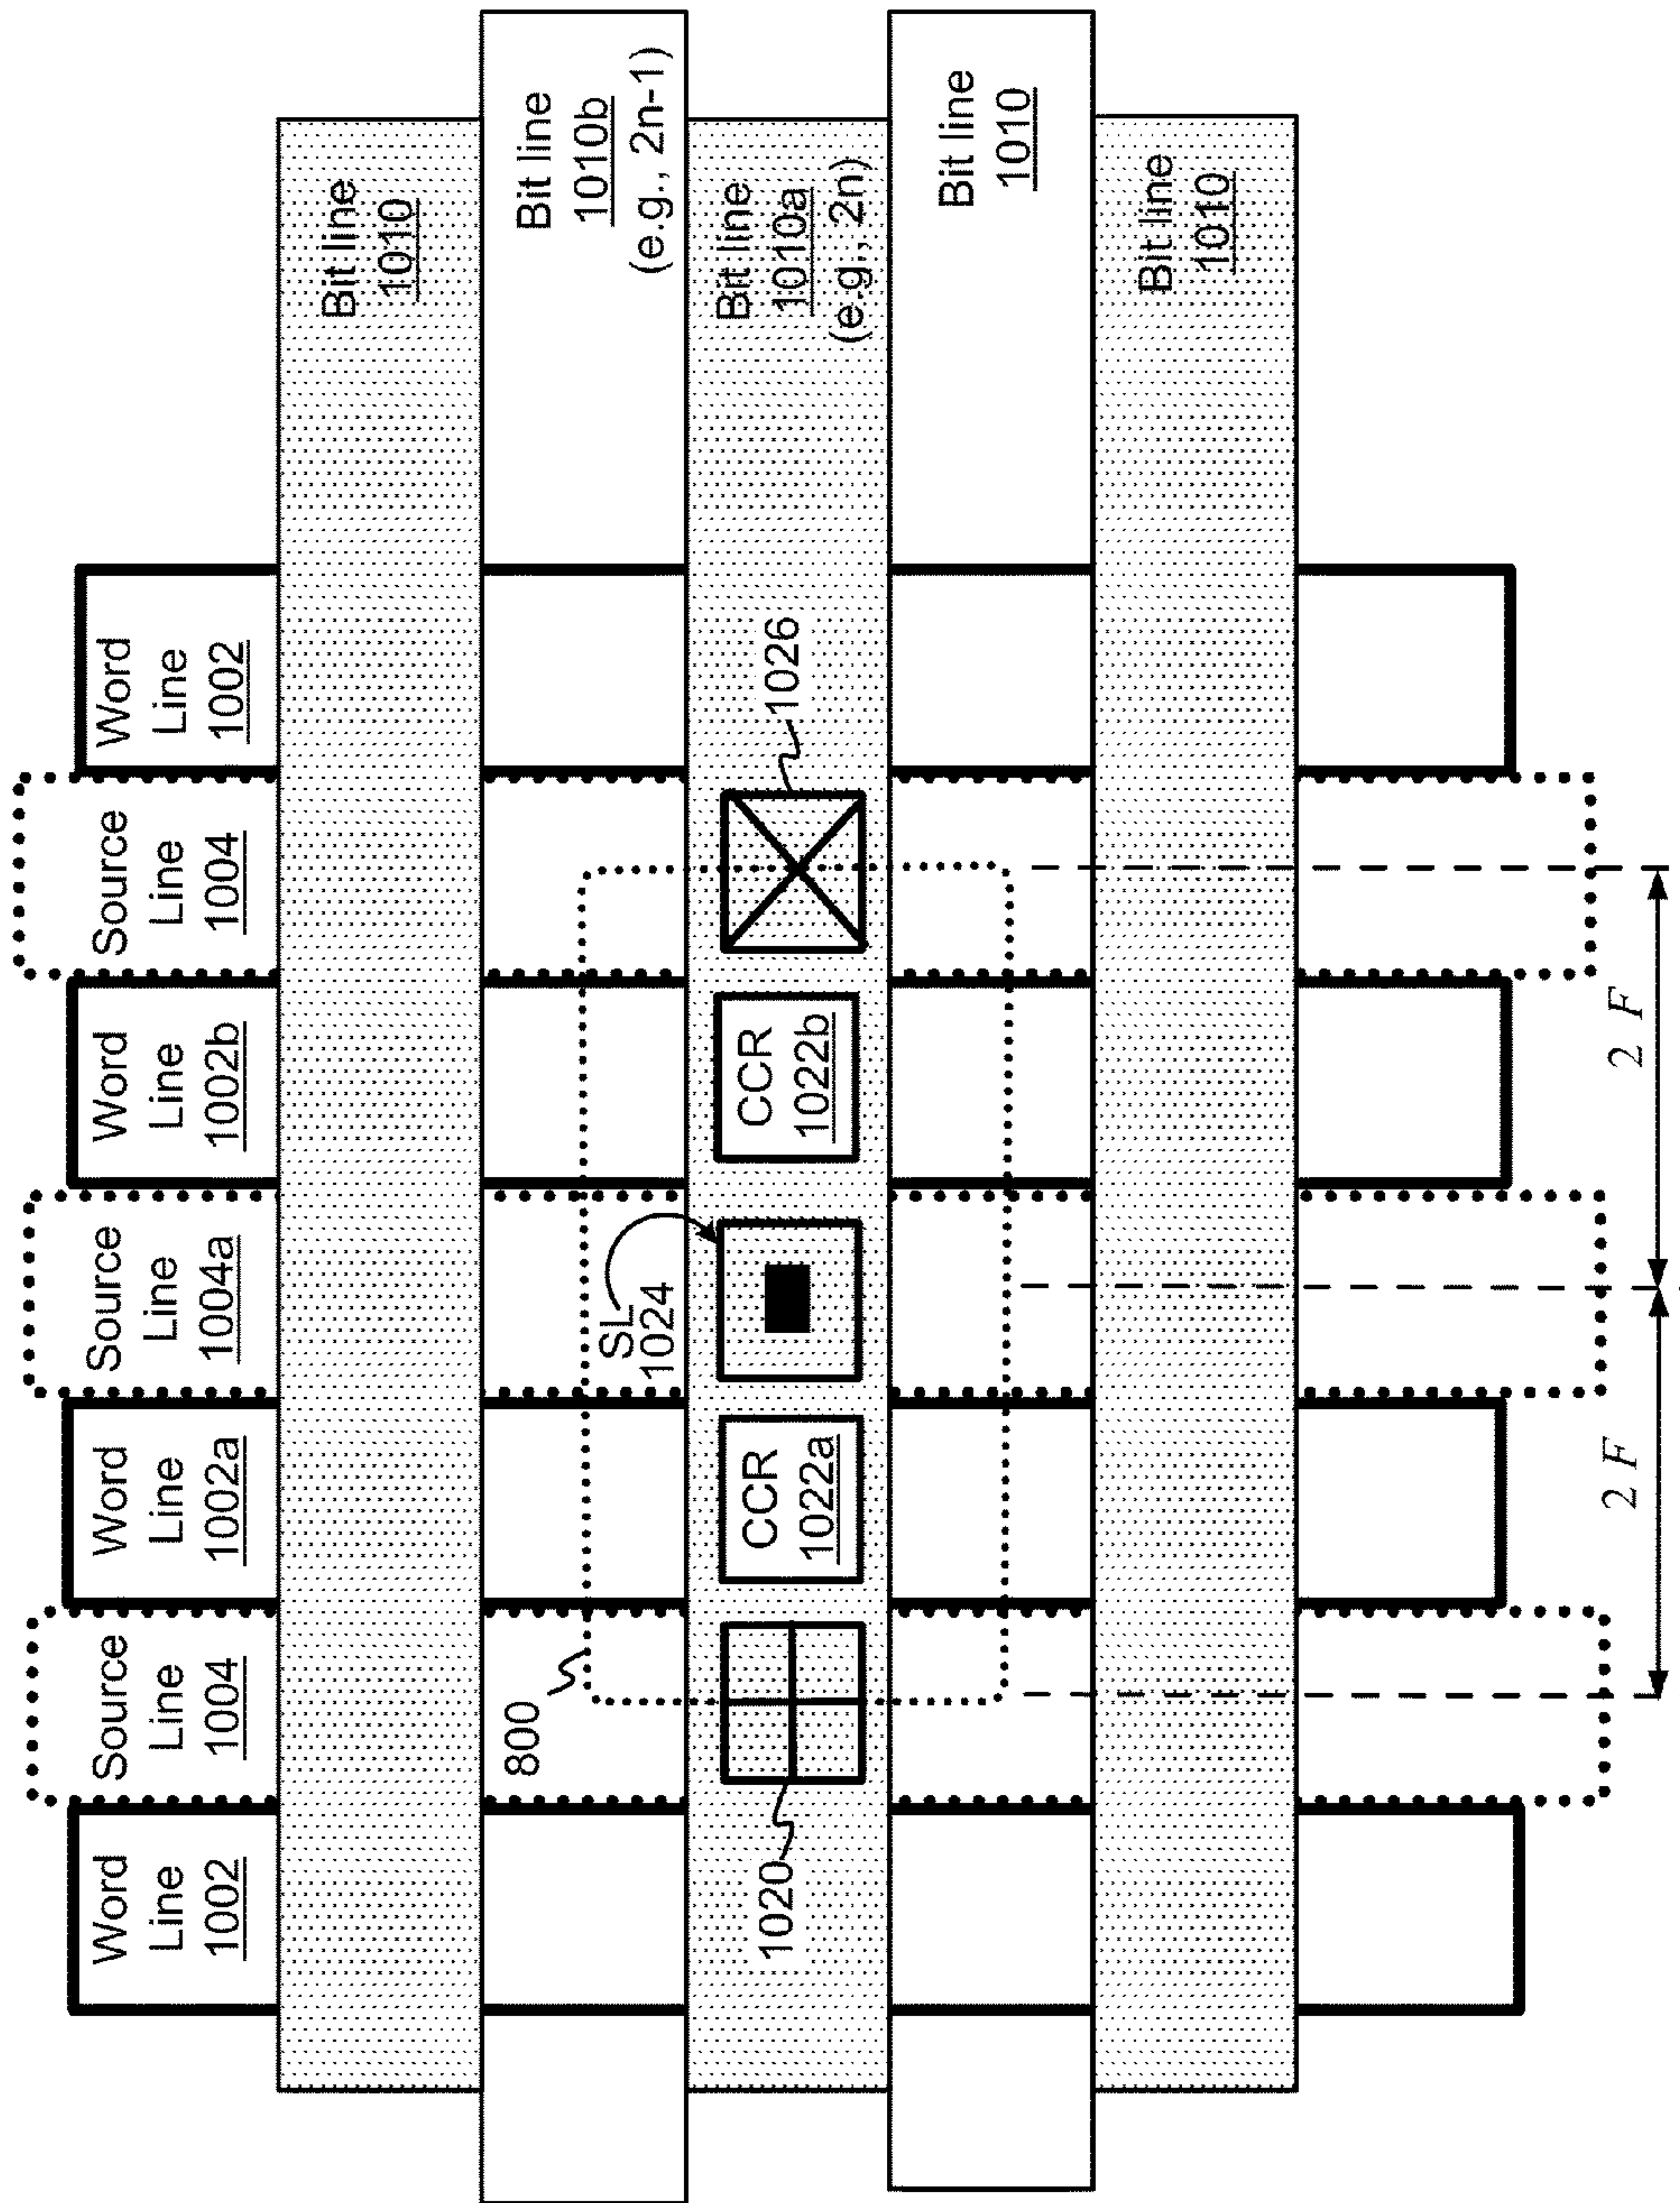 Word
Line
1002
Source
Line
1004
Word
Line
1002a
Source
Line
1004a
Word
Line
1002b
Source
Line
1004
Word
Line
1002
Bit line
1010
Bit line
1010b
(e.g., 2n-1)
Bit line
1010a
(e.g., 2n)
Bit line
1010
Bit line
1010
800
SL
1024
1020
CCR
1022a
CCR
1022b
1026
2 F
2 F